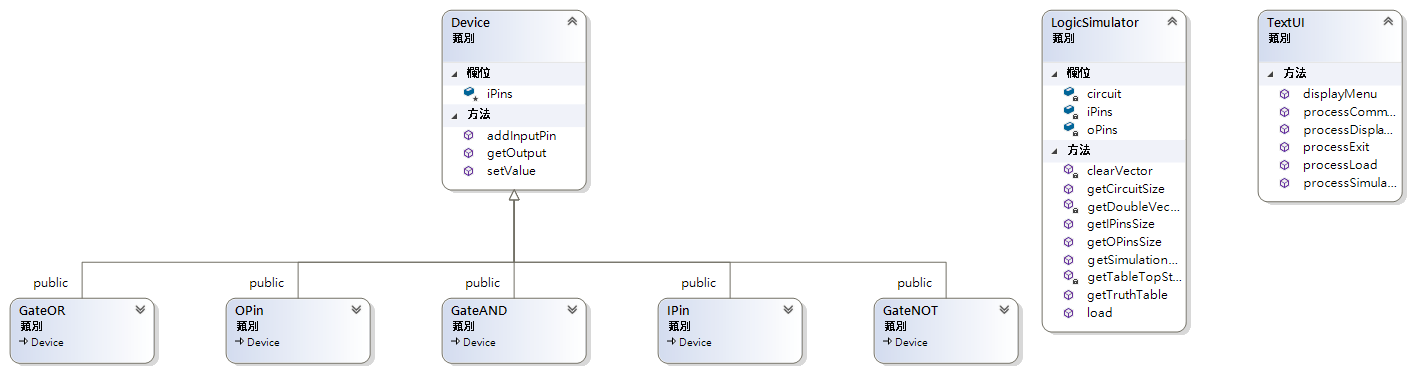 Device
類別
欄位
iPins
方法
addInputPin
getOutput
setValue
LogicSimulator
類別
欄位
circuit
iPins
oPins
方法
clearVector
getCircuitSize
getDoubleVec...
getIPinsSize
getOPinsSize
getSimulation...
getTableTopSt...
getTruthTable
load
TextUI
類別
方法
displayMenu
processComm...
processDispla...
processExit
processLoad
processSimula...
public
public
public
public
public
GateOR
類別
Device
OPin
類別
Device
GateAND
類別
Device
IPin
類別
Device
GateNOT
類別
Device